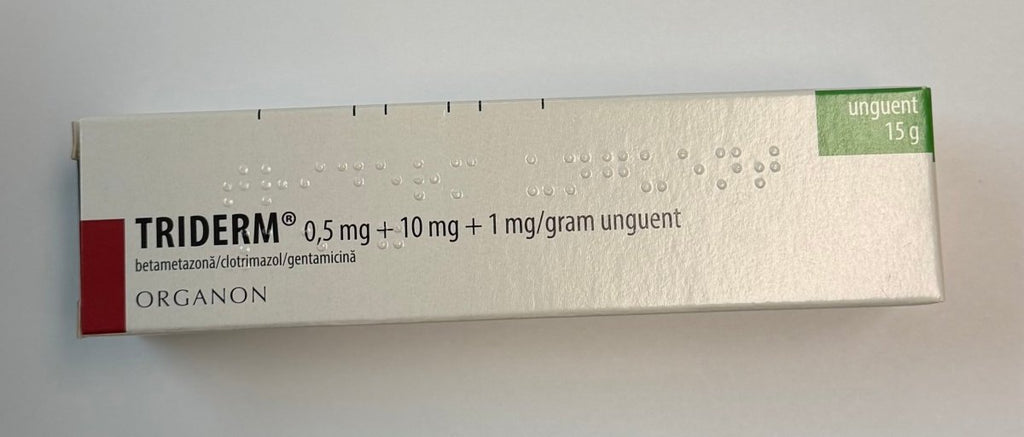 unguent
15 g
TRIDERM® 0,5 mg + 10 mg + 1 mg/gram unguent
betametazonă/clotrimazol/gentamicină
ORGANON